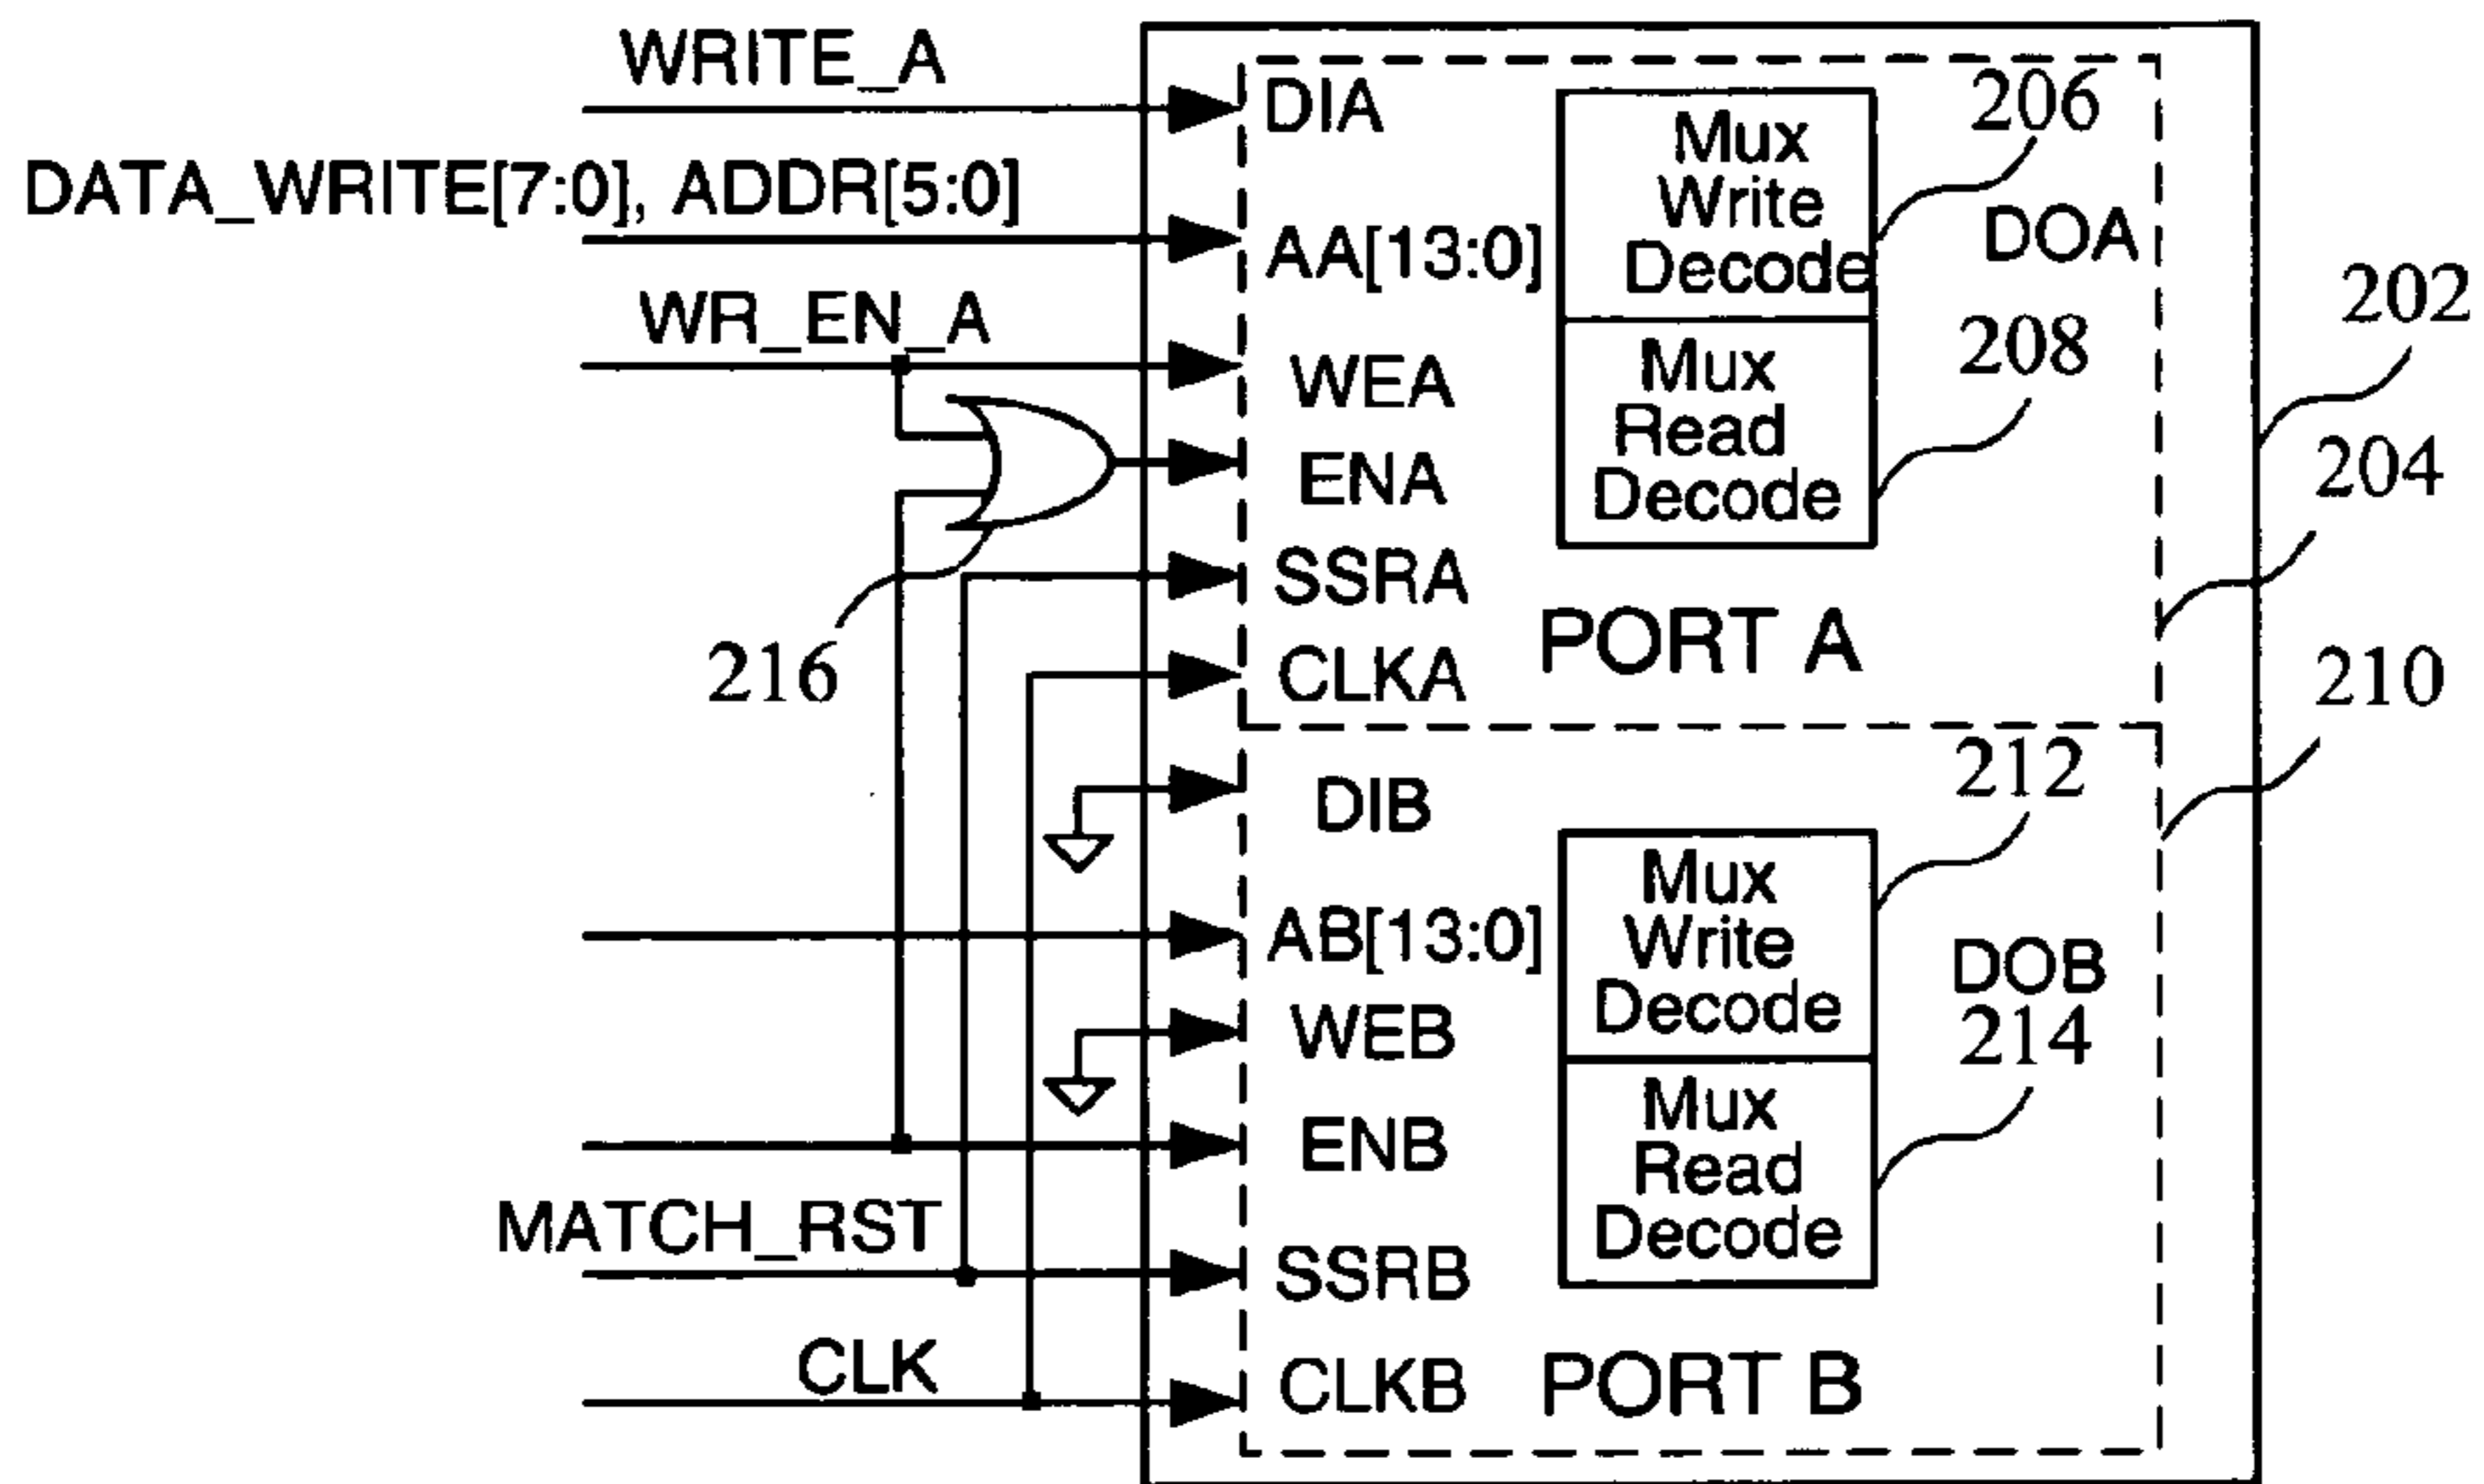 WRITE_A
DIA
Mux
Write
Decode
206
DATA_WRITE[7:0], ADDR[5:0]
AA[13:0]
DOA
202
WR_EN_A
WEA
Mux
Read
Decode
208
204
ENA
SSRA
216
CLKA
PORT A
210
DIB
212
Mux
Write
Decode
AB[13:0]
DOB
WEB
214
Mux
Read
Decode
ENB
MATCH_RST
SSRB
CLK
CLKB
PORT B